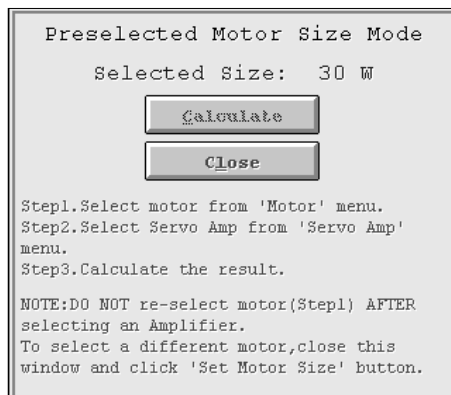 Preselected Motor Size Mode
Selected Size: 30 W
Calculate
Close
Step1.Select motor from 'Motor' menu.
Step2.Select Servo Amp from 'Servo Amp'
menu.
Step3.Calculate the result.
NOTE:DO NOT re-select motor(Step1) AFTER
selecting an Amplifier.
To select a different motor,close this
window and click 'Set Motor Size' button.